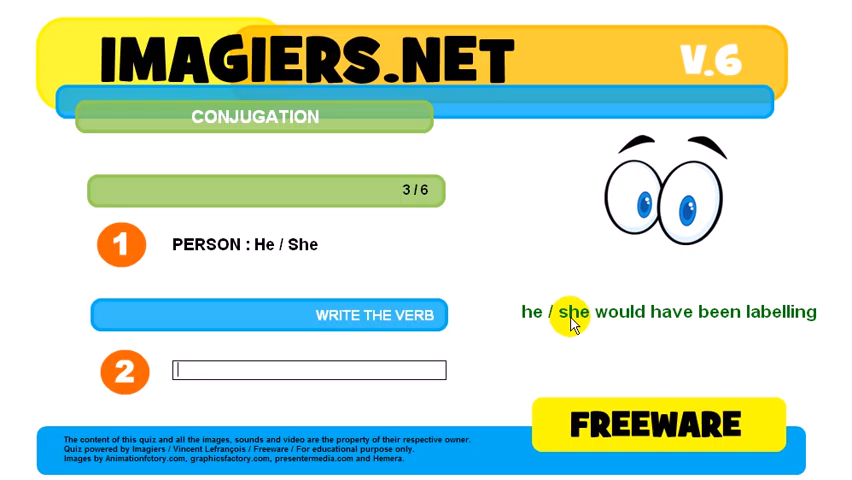 IMAGIERS.NET
V.6
CONJUGATION
3 / 6
1
PERSON : He / She
WRITE THE VERB
he / she would have been labelling
2
FREEWARE
The content of this quiz and all the images, sounds and video are the property of their respective owner.
Quiz powered by Imagiers / Vincent Lefrançois / Freeware / For educational purpose only.
Images by Animationfotory.com, graphicsfactory.com, presentermedia.com and Hemera.